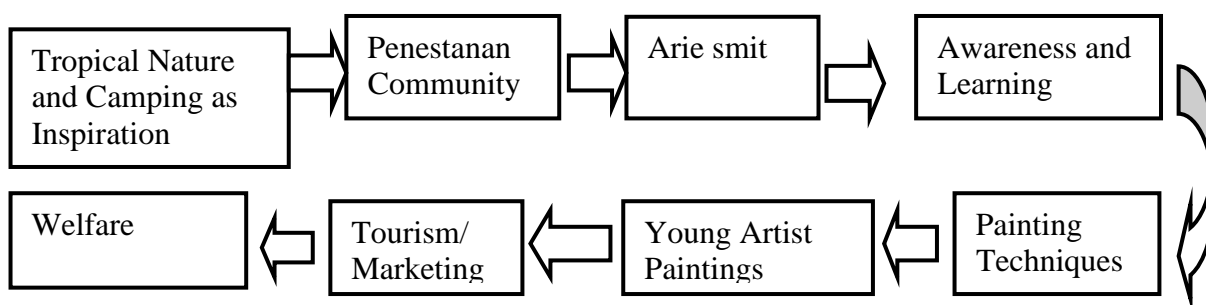 Tropical Nature
and Camping as
Inspiration
Penestanan
Community
Arie smit
Awareness and
Learning
Painting
Techniques
Young Artist
Paintings
Tourism/
Marketing
Welfare